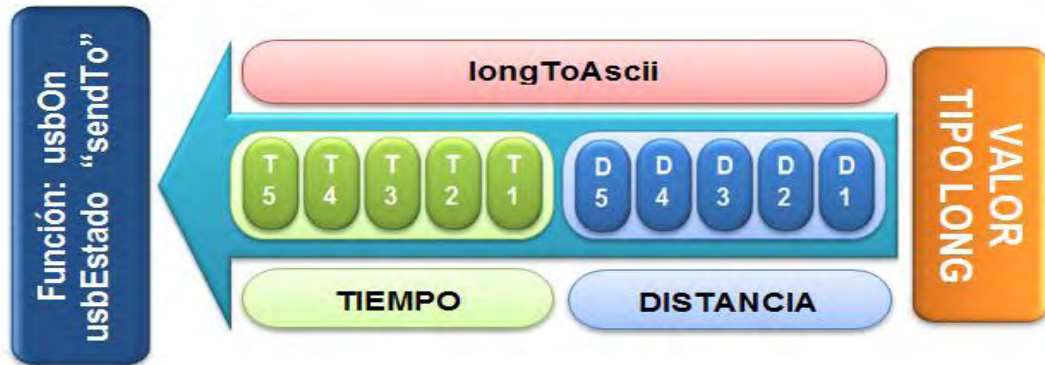 Función: usbOn
usbEstado "sendTo"
longToAscii
T T T T T
5 4 3 2 1
D D D D D
5 4 3 2 1
TIEMPO
DISTANCIA
VALOR
TIPO LONG